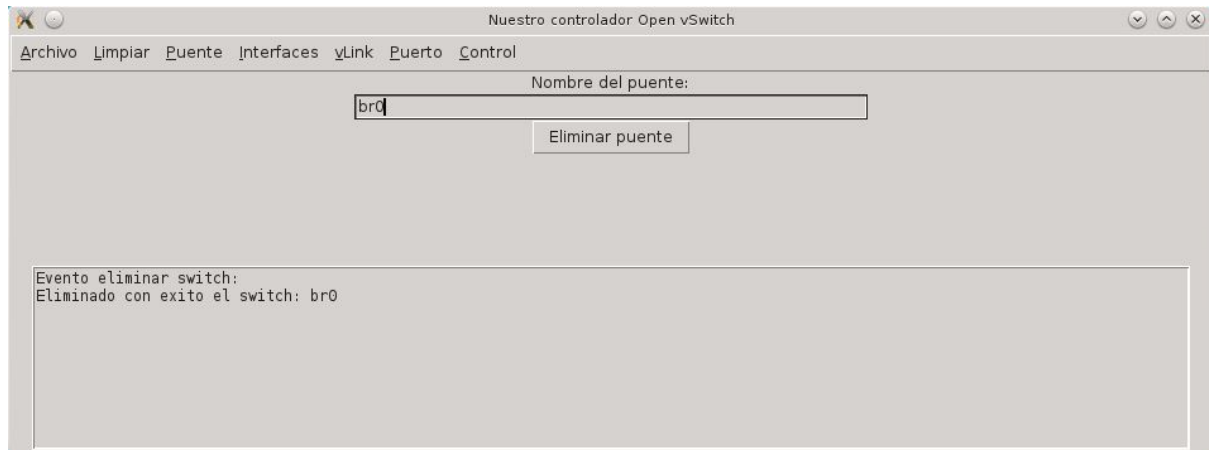 Nuestro controlador Open vSwitch
Archivo Limpiar Puente Interfaces vLink Puerto Control
Nombre del puente:
br0
Eliminar puente
Evento eliminar switch:
Eliminado con exito el switch: br0